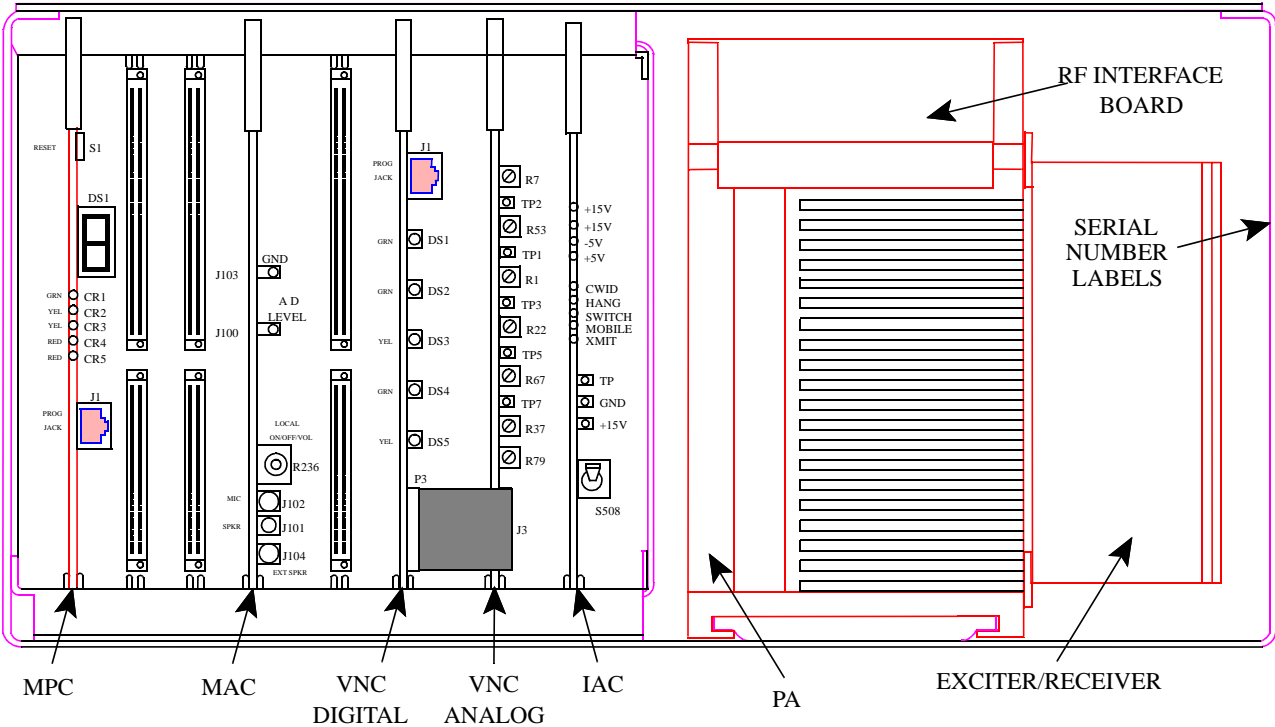 RESET
S1
DS1
GRN CR1
YEL CR2
YEL CR3
RED CR4
RED CR5
J1
PROG
JACK
J103
GND
A D
LEVEL
J100
LOCAL
ON/OFF/VOL
R236
MIC
J102
SPKR
J101
J104
EXT SPKR
J1
PROG
JACK
GRN DS1
GRN DS2
YEL DS3
GRN DS4
YEL DS5
P3
J3
R7
TP2
R53
TP1
R1
TP3
R22
TP5
R67
TP7
R37
R79
+15V
+15V
-5V
+5V
CWID
HANG
SWITCH
MOBILE
XMIT
TP
GND
+15V
S508
RF INTERFACE
BOARD
SERIAL
NUMBER
LABELS
MPC
MAC
VNC
DIGITAL
VNC
ANALOG
IAC
PA
EXCITER/RECEIVER